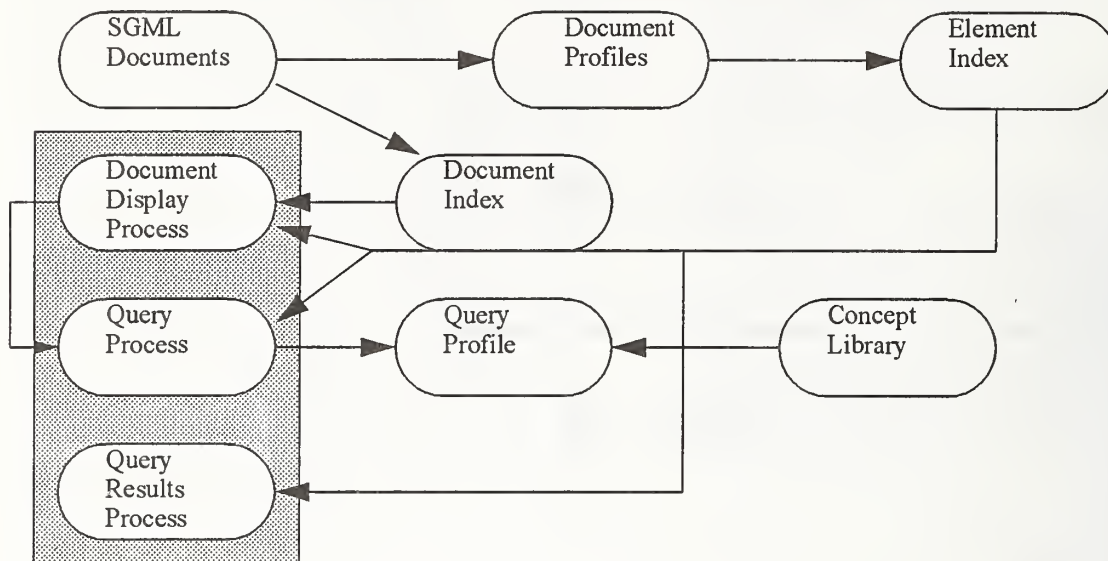 SGML
Documents
Document
Profiles
Element
Index
Document
Display
Process
Document
Index
Query
Process
Query
Profile
Concept
Library
Query
Results
Process